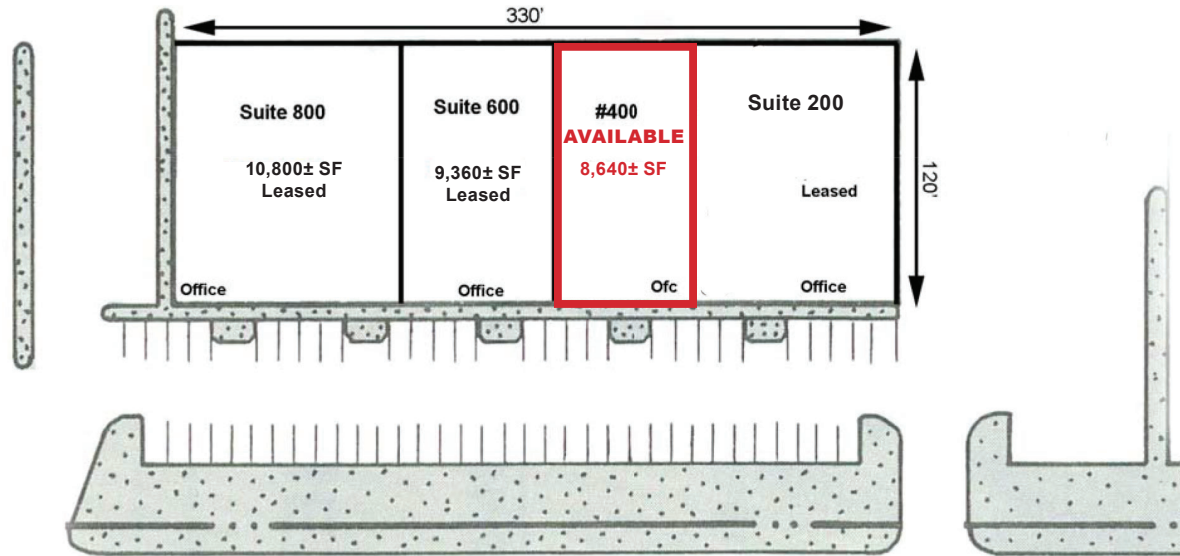 330'
Suite 800
10,800± SF
Leased
Office
Suite 600
9,360± SF
Leased
Office
#400
AVAILABLE
8,640± SF
Ofc
Suite 200
Leased
Office
120'